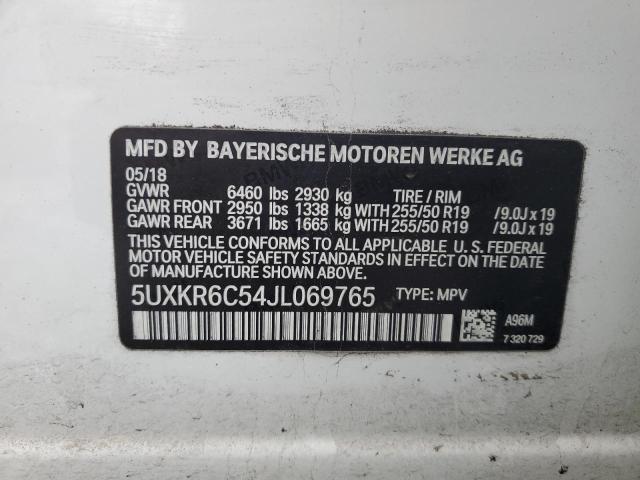 MFD BY BAYERISCHE MOTOREN WERKE AG
05/18
GVWR 6460 lbs 2930 kg TIRE / RIM
GAWR FRONT 2950 lbs 1338 kg WITH 255/50 R19 /9.0J x 19
GAWR REAR 3671 lbs 1665 kg WITH 255/50 R19 /9.0J x 19
THIS VEHICLE CONFORMS TO ALL APPLICABLE U. S. FEDERAL
MOTOR VEHICLE SAFETY STANDARDS IN EFFECT ON THE DATE OF
MANUFACTURE SHOWN ABOVE.
5UXKR6C54JL069765 TYPE: MPV
A96M
7 320 729